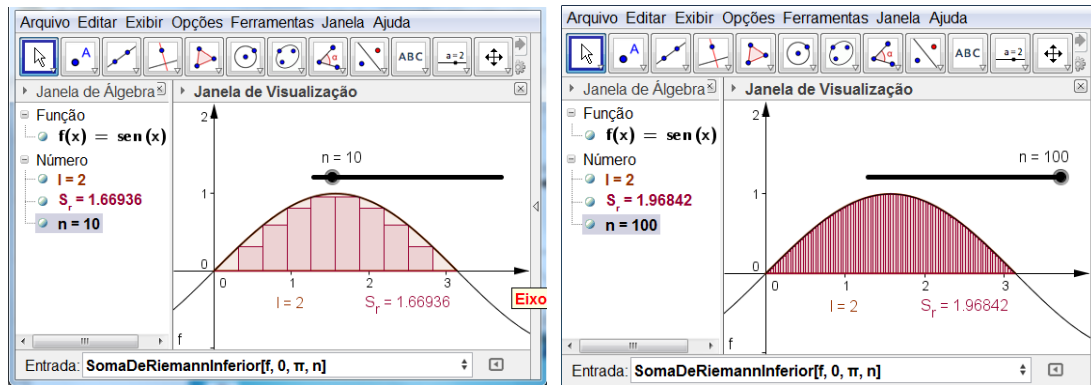 Arquivo Editar Exibir Opções Ferramentas Janela Ajuda
A
ABC
a=2
Janela de Álgebra
Janela de Visualização
Função
f(x) = sen(x)
Número
I = 2
Sr = 1.66936
n = 10
2
n = 10
1
0
0
1
2
3
I = 2
Sr = 1.66936
Eixo
f
Entrada: SomaDeRiemannInferior[f, 0, π, n]
Arquivo Editar Exibir Opções Ferramentas Janela Ajuda
A
ABC
a=2
Janela de Álgebra
Janela de Visualização
Função
f(x) = sen(x)
Número
I = 2
Sr = 1.96842
n = 100
2
n = 100
1
0
0
1
2
3
I = 2
Sr = 1.96842
f
Entrada: SomaDeRiemannInferior[f, 0, π, n]